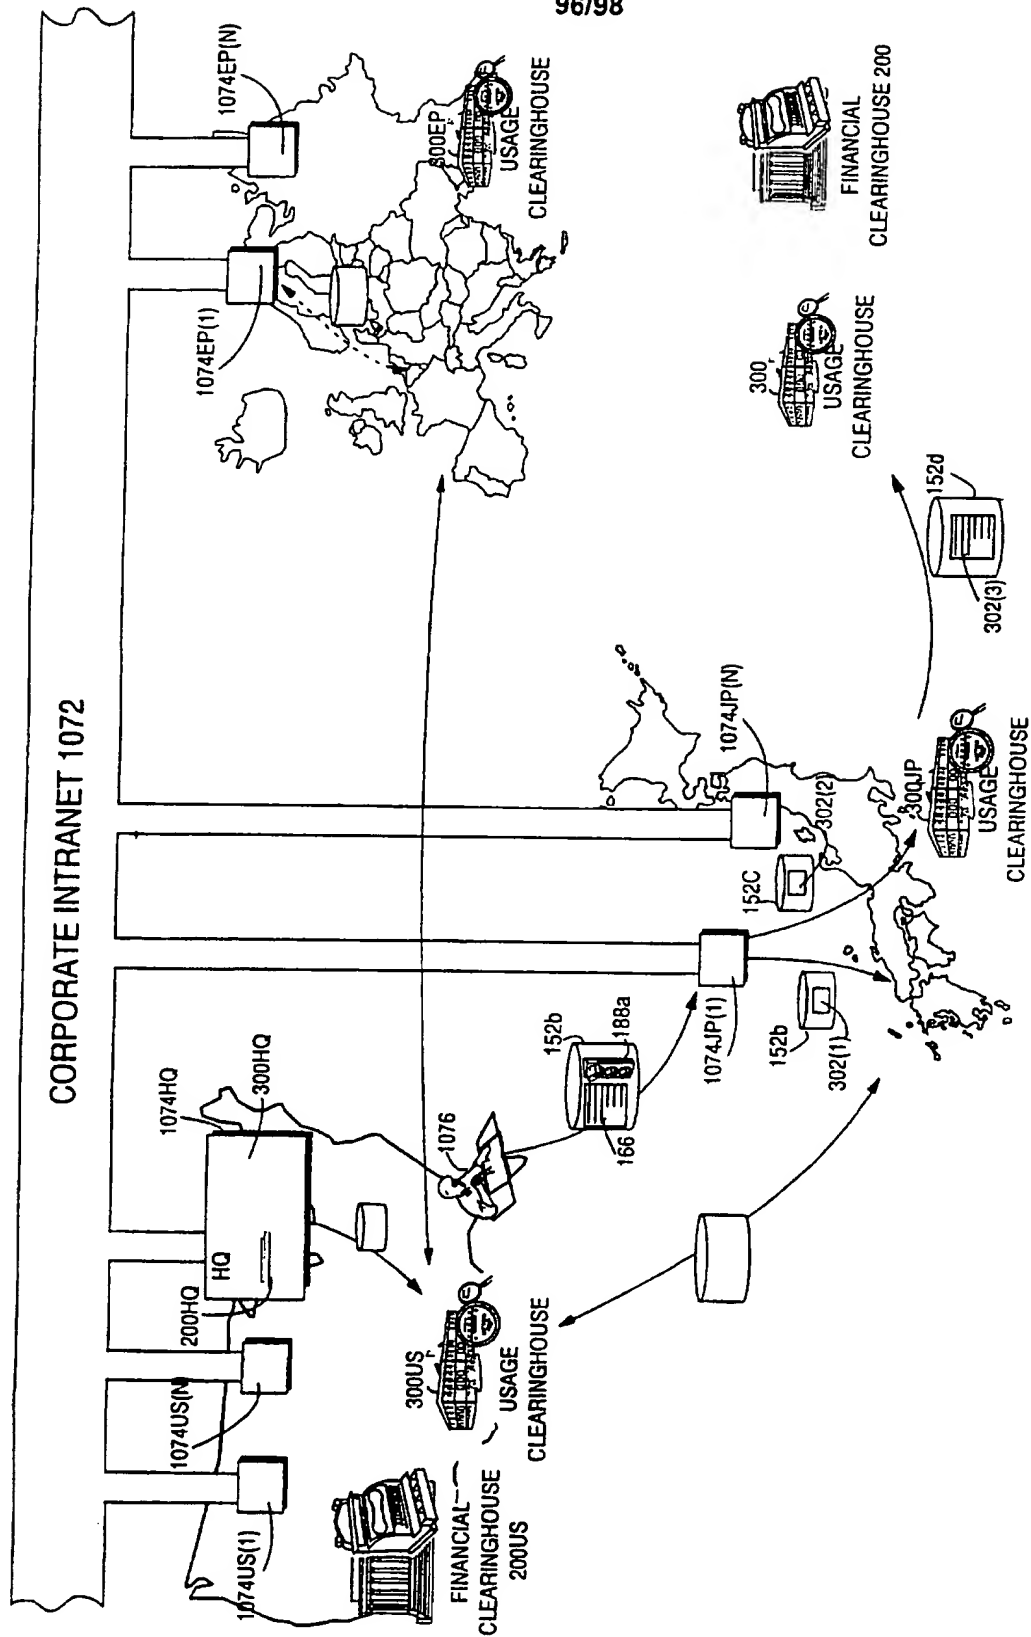 96/98
CORPORATE INTRANET 1072
1074US(1)
1074US(N)
200HQ
HQ
1074HQ
300HQ
1074EP(1)
1074EP(N)
FINANCIAL
CLEARINGHOUSE
200US
300US
USAGE
CLEARINGHOUSE
1076
152b
188a
166
1074JP(1)
152b
302(1)
152C
302(2)
1074JP(N)
300JP
USAGE
CLEARINGHOUSE
302(3)
152d
300EP
USAGE
CLEARINGHOUSE
300
USAGE
CLEARINGHOUSE
FINANCIAL
CLEARINGHOUSE 200